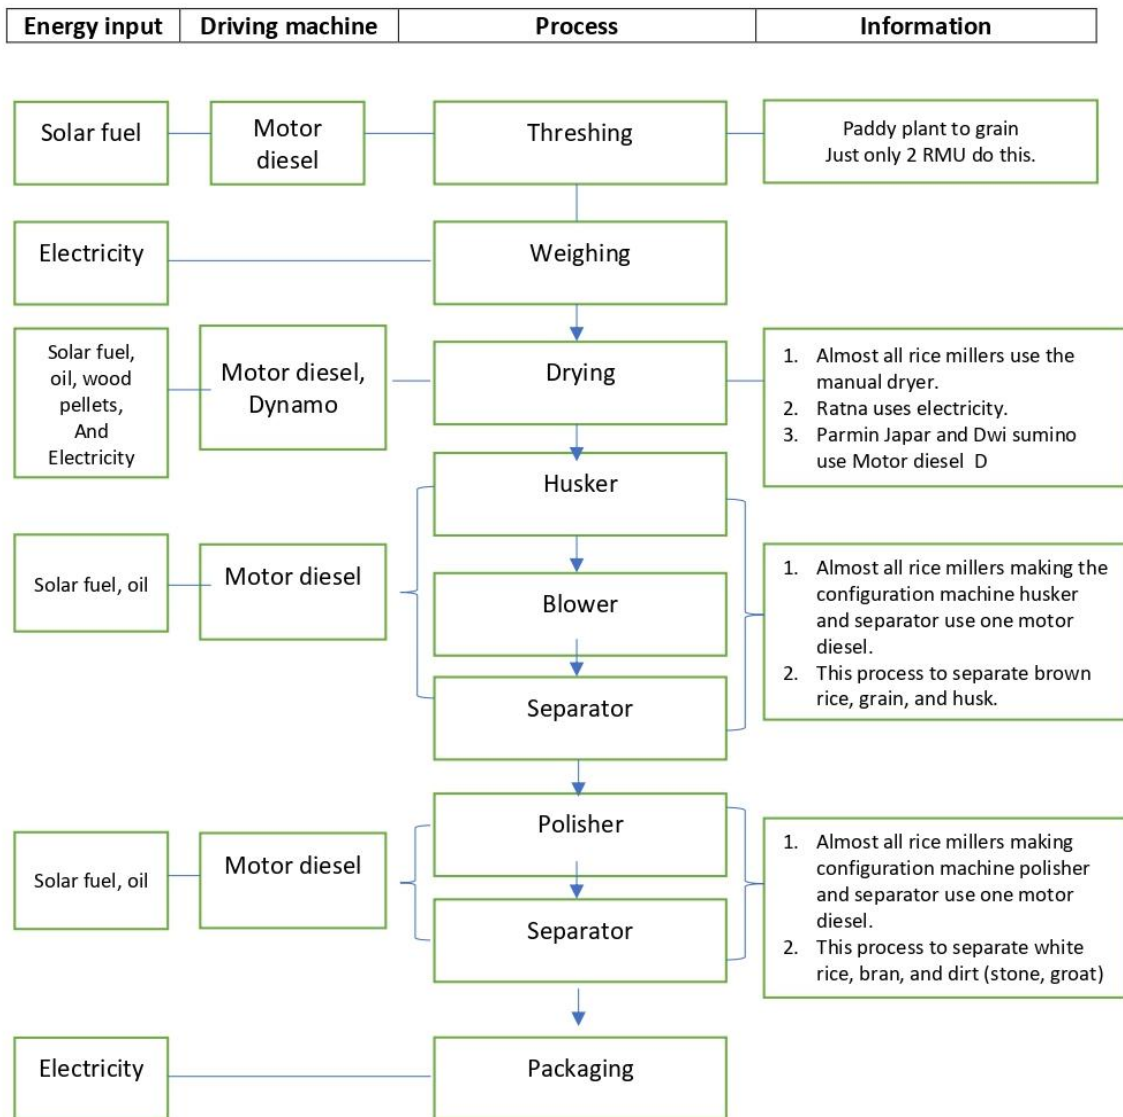 Energy input
Driving machine
Process
Information
Solar fuel
Motor
diesel
Threshing
Paddy plant to grain
Just only 2 RMU do this.
Electricity
Weighing
Solar fuel,
oil, wood
pellets,
And
Electricity
Motor diesel,
Dynamo
Drying
1. Almost all rice millers use the
manual dryer.
2. Ratna uses electricity.
3. Parmin Japar and Dwi sumino
use Motor diesel D
Husker
Solar fuel, oil
Motor diesel
Blower
Separator
1. Almost all rice millers making the
configuration machine husker
and separator use one motor
diesel.
2. This process to separate brown
rice, grain, and husk.
Polisher
Solar fuel, oil
Motor diesel
Separator
1. Almost all rice millers making
configuration machine polisher
and separator use one motor
diesel.
2. This process to separate white
rice, bran, and dirt (stone, groat)
Electricity
Packaging